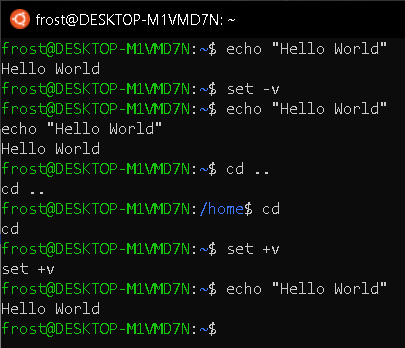 frost@DESKTOP-M1VMD7N: ~
frost@DESKTOP-M1VMD7N:~$ echo "Hello World"
Hello World
frost@DESKTOP-M1VMD7N:~$ set -v
frost@DESKTOP-M1VMD7N:~$ echo "Hello World"
echo "Hello World"
Hello World
frost@DESKTOP-M1VMD7N:~$ cd ..
cd ..
frost@DESKTOP-M1VMD7N:/home$ cd
cd
frost@DESKTOP-M1VMD7N:~$ set +v
set +v
frost@DESKTOP-M1VMD7N:~$ echo "Hello World"
Hello World
frost@DESKTOP-M1VMD7N:~$